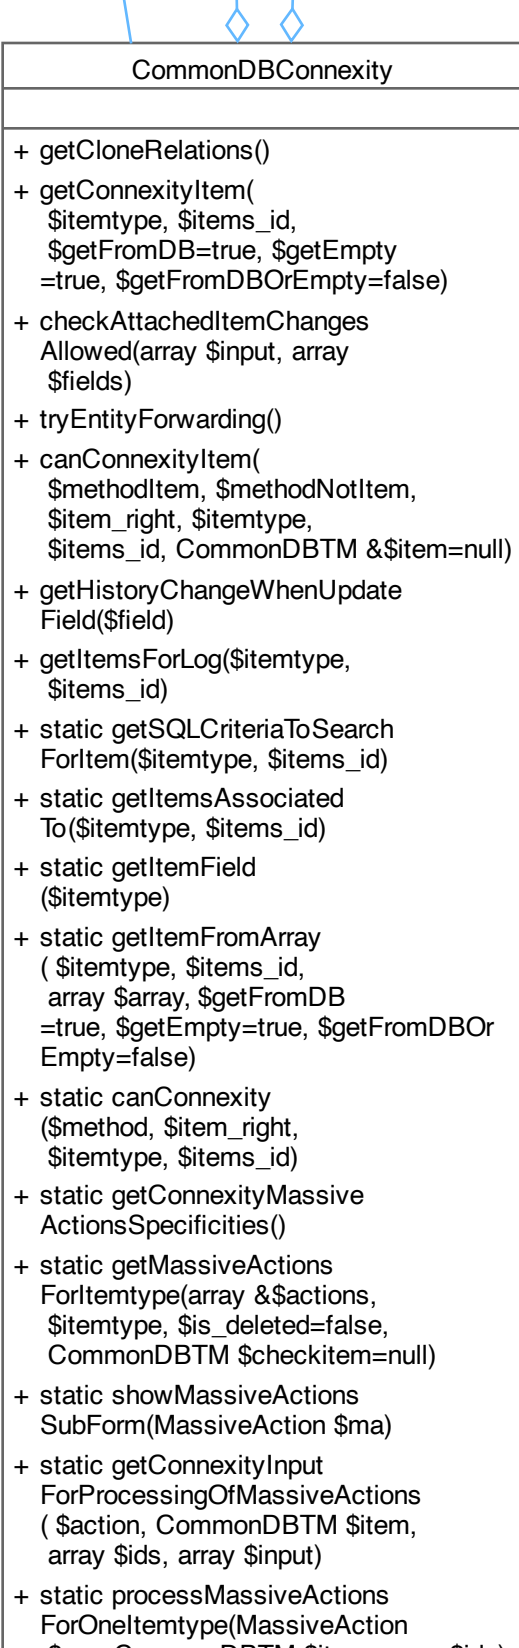 CommonDBConnexity
+ getCloneRelations()
+ getConnexityItem(
$itemtype, $items_id,
$getFromDB=true, $getEmpty
=true, $getFromDBOrEmpty=false)
+ checkAttachedItemChanges
Allowed(array $input, array
$fields)
+ tryEntityForwarding()
+ canConnexityItem(
$methodItem, $methodNotItem,
$item_right, $itemtype,
$items_id, CommonDBTM &$item=null)
+ getHistoryChangeWhenUpdate
Field($field)
+ getItemsForLog($itemtype,
$items_id)
+ static getSQLCriteriaToSearch
ForItem($itemtype, $items_id)
+ static getItemsAssociated
To($itemtype, $items_id)
+ static getItemField
($itemtype)
+ static getItemFromArray
( $itemtype, $items_id,
array $array, $getFromDB
=true, $getEmpty=true, $getFromDBOr
Empty=false)
+ static canConnexity
($method, $item_right,
$itemtype, $items_id)
+ static getConnexityMassive
ActionsSpecificities()
+ static getMassiveActions
ForItemtype(array &$actions,
$itemtype, $is_deleted=false,
CommonDBTM $checkitem=null)
+ static showMassiveActions
SubForm(MassiveAction $ma)
+ static getConnexityInput
ForProcessingOfMassiveActions
( $action, CommonDBTM $item,
array $ids, array $input)
+ static processMassiveActions
ForOneItemtype(MassiveAction